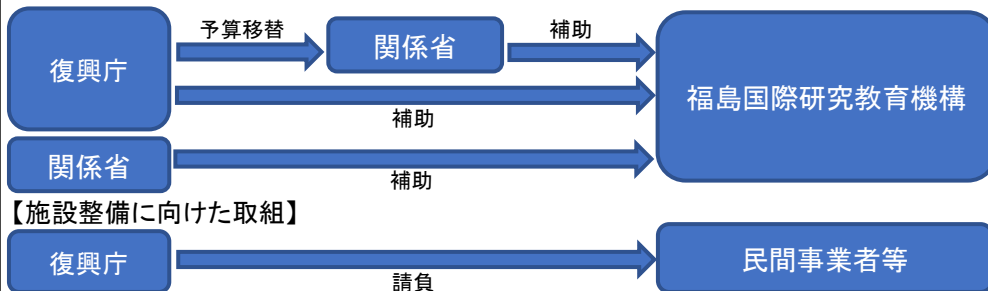 予算移替
補助
復興庁
関係省
福島国際研究教育機構
補助
関係省
補助
【施設整備に向けた取組】
復興庁
民間事業者等
請負